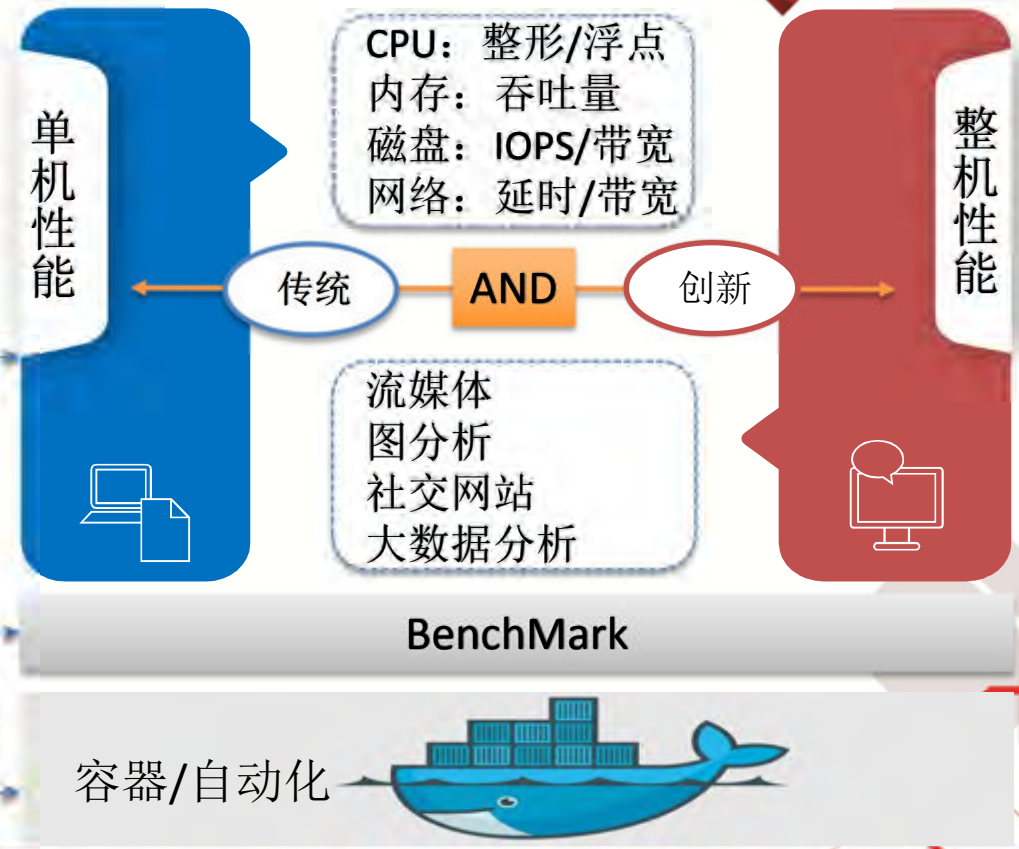 单机性能
CPU：整形/浮点
内存：吞吐量
磁盘：IOPS/带宽
网络：延时/带宽
整机性能
传统
AND
创新
流媒体
图分析
社交网站
大数据分析
BenchMark
容器/自动化